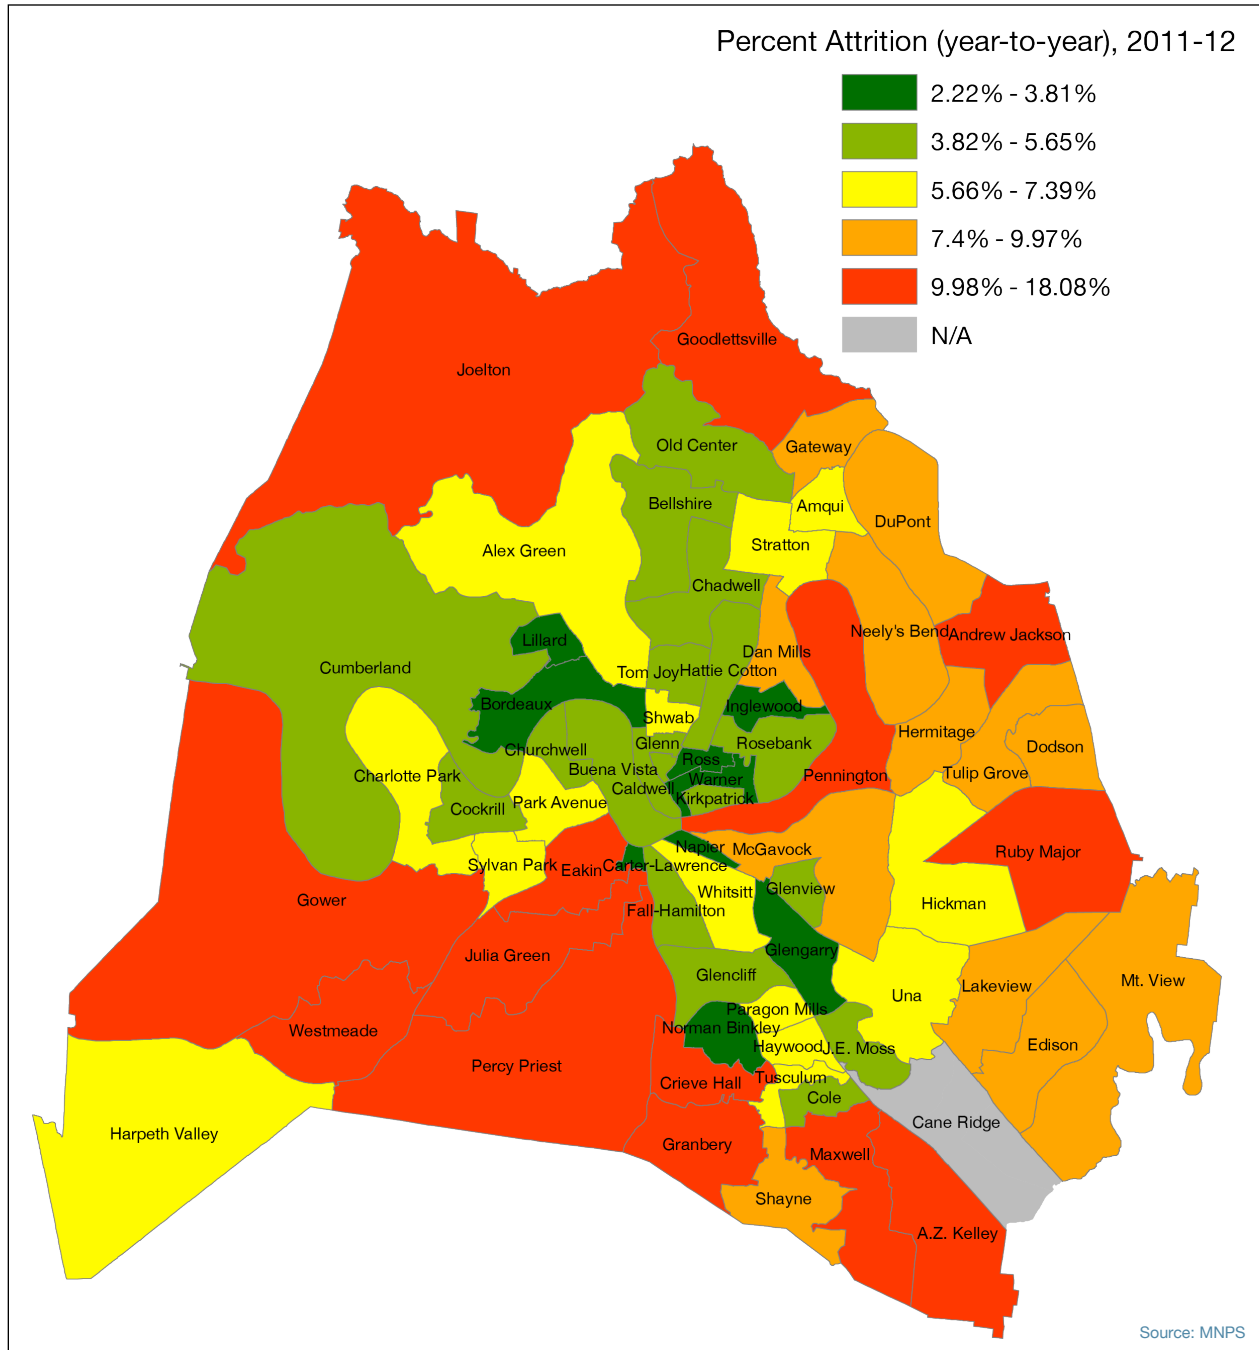 Percent Attrition (year-to-year), 2011-12
2.22% - 3.81%
3.82% - 5.65%
5.66% - 7.39%
7.4% - 9.97%
9.98% - 18.08%
N/A
Goodlettsville
Joelton
Old Center
Gateway
Bellshire
Amqui
DuPont
Stratton
Alex Green
Chadwell
Neely's Bend
Andrew Jackson
Lillard
Dan Mills
Cumberland
Tom Joy
Hattie Cotton
Bordeaux
Inglewood
Shwab
Hermitage
Glenn
Rosebank
Dodson
Churchwell
Ross
Buena Vista
Tulip Grove
Charlotte Park
Pennington
Warner
Caldwell
Kirkpatrick
Park Avenue
Cockrill
Napier
McGavock
Ruby Major
Sylvan Park
Eakin
Carter-Lawrence
Whitsitt
Glenview
Gower
Fall-Hamilton
Hickman
Julia Green
Glengarry
Glencliff
Mt. View
Lakeview
Una
Paragon Mills
Westmeade
Norman Binkley
Haywood
J.E. Moss
Edison
Percy Priest
Tusculum
Crieve Hall
Cole
Cane Ridge
Harpeth Valley
Granbery
Maxwell
Shayne
A.Z. Kelley
Source: MNPS